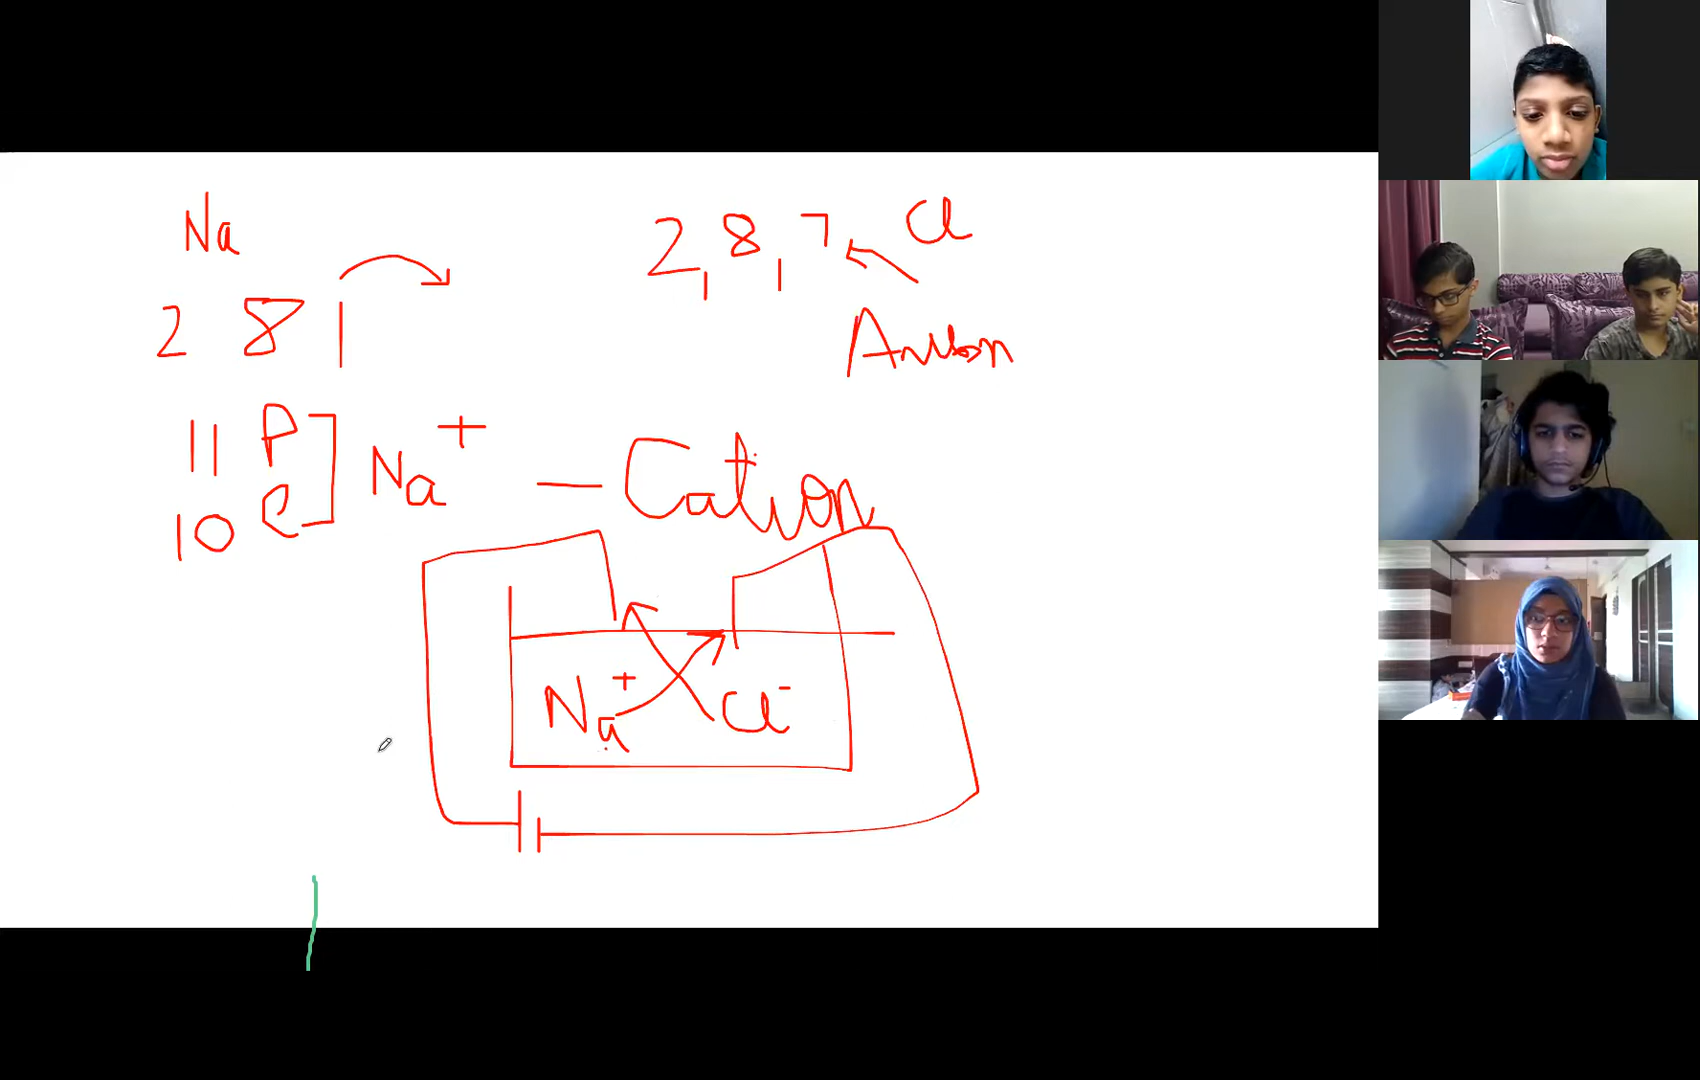 Na
2, 8, 7 Cl
2 8 1
Anion
11 P
10 e
Na+ — Cation
Na+ Cl-